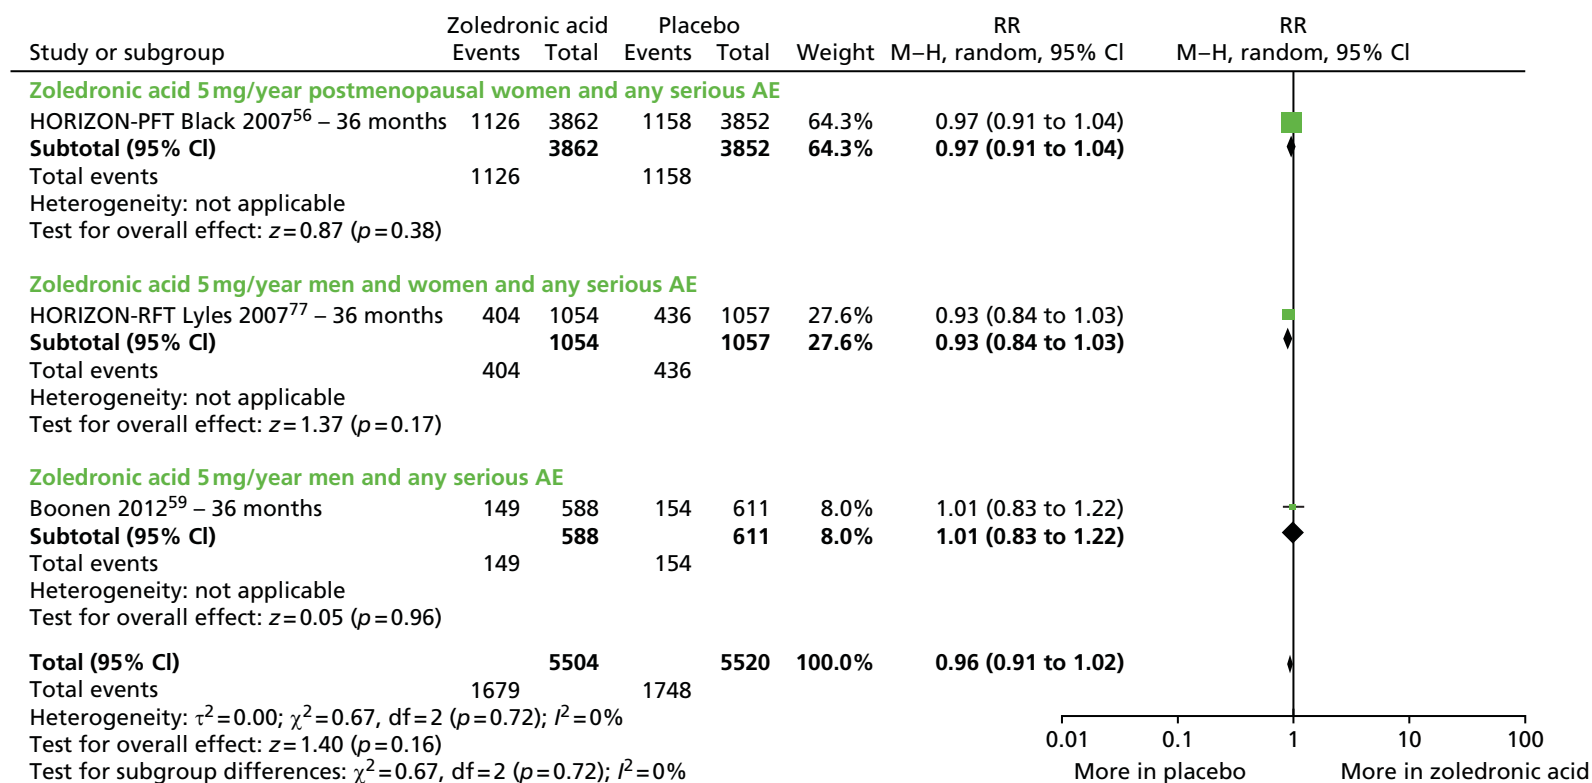 Zoledronic acid Placebo RR RR
Study or subgroup Events Total Events Total Weight M–H, random, 95% CI M–H, random, 95% CI
Zoledronic acid 5 mg/year postmenopausal women and any serious AE
HORIZON-PFT Black 2007⁵⁶ – 36 months 1126 3862 1158 3852 64.3% 0.97 (0.91 to 1.04)
Subtotal (95% CI) 3862 3852 64.3% 0.97 (0.91 to 1.04)
Total events 1126 1158
Heterogeneity: not applicable
Test for overall effect: z=0.87 (p=0.38)
Zoledronic acid 5 mg/year men and women and any serious AE
HORIZON-RFT Lyles 2007⁷⁷ – 36 months 404 1054 436 1057 27.6% 0.93 (0.84 to 1.03)
Subtotal (95% CI) 1054 1057 27.6% 0.93 (0.84 to 1.03)
Total events 404 436
Heterogeneity: not applicable
Test for overall effect: z=1.37 (p=0.17)
Zoledronic acid 5 mg/year men and any serious AE
Boonen 2012⁵⁹ – 36 months 149 588 154 611 8.0% 1.01 (0.83 to 1.22)
Subtotal (95% CI) 588 611 8.0% 1.01 (0.83 to 1.22)
Total events 149 154
Heterogeneity: not applicable
Test for overall effect: z=0.05 (p=0.96)
Total (95% CI) 5504 5520 100.0% 0.96 (0.91 to 1.02)
Total events 1679 1748
Heterogeneity: τ²=0.00; χ²=0.67, df=2 (p=0.72); I²=0%
Test for overall effect: z=1.40 (p=0.16)
Test for subgroup differences: χ²=0.67, df=2 (p=0.72); I²=0%
0.01 0.1 1 10 100
More in placebo More in zoledronic acid